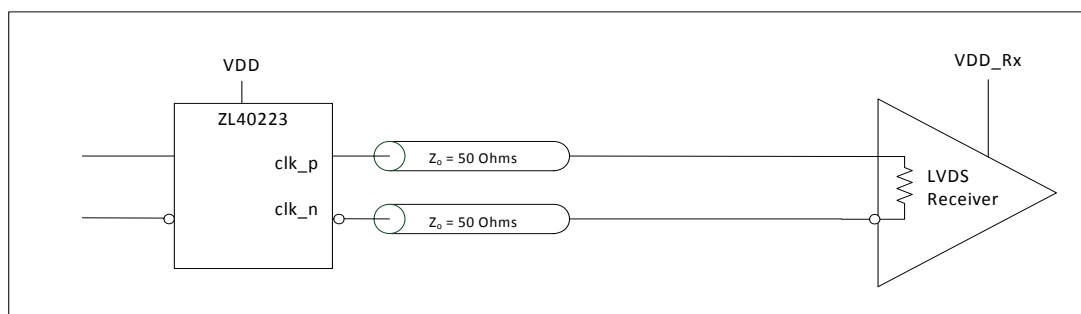 VDD
VDD_Rx
ZL40223
clk_p
Zₒ = 50 Ohms
LVDS
Receiver
clk_n
Zₒ = 50 Ohms